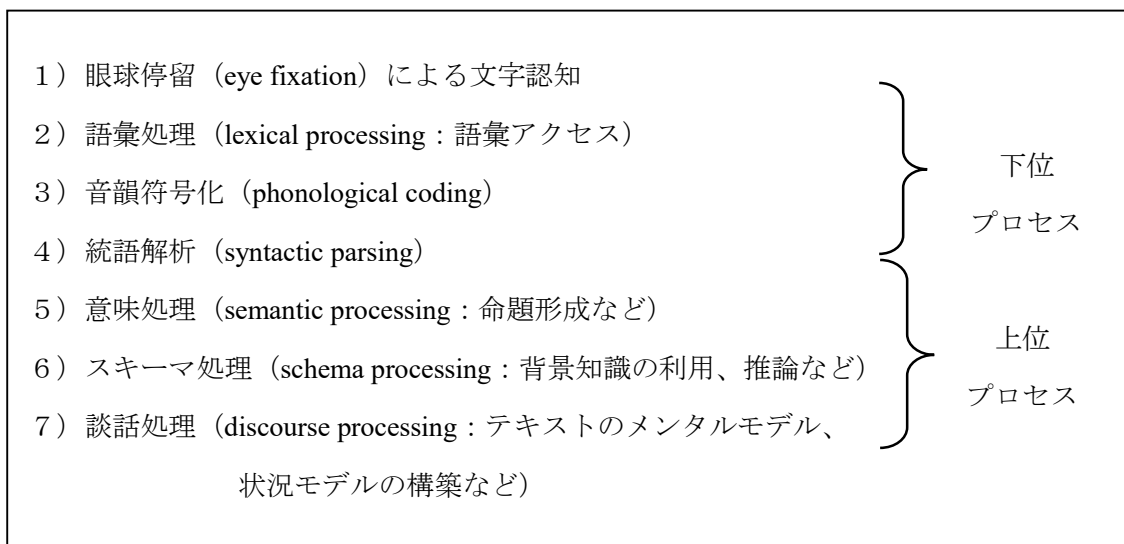 １）眼球停留（eye fixation）による文字認知
２）語彙処理（lexical processing：語彙アクセス）
３）音韻符号化（phonological coding）
４）統語解析（syntactic parsing）
５）意味処理（semantic processing：命題形成など）
６）スキーマ処理（schema processing：背景知識の利用、推論など）
７）談話処理（discourse processing：テキストのメンタルモデル、
状況モデルの構築など）
下位
プロセス
上位
プロセス